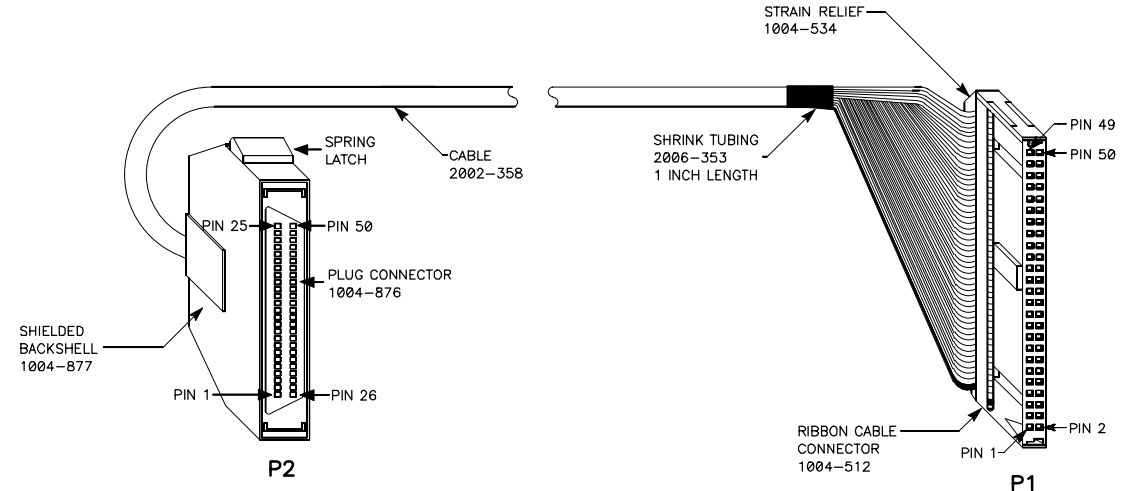 STRAIN RELIEF
1004-534
PIN 49
PIN 50
SPRING
LATCH
CABLE
2002-358
SHRINK TUBING
2006-353
1 INCH LENGTH
PIN 25
PIN 50
PLUG CONNECTOR
1004-876
SHIELDED
BACKSHELL
1004-877
PIN 1
PIN 26
P2
RIBBON CABLE
CONNECTOR
1004-512
PIN 1
PIN 2
P1